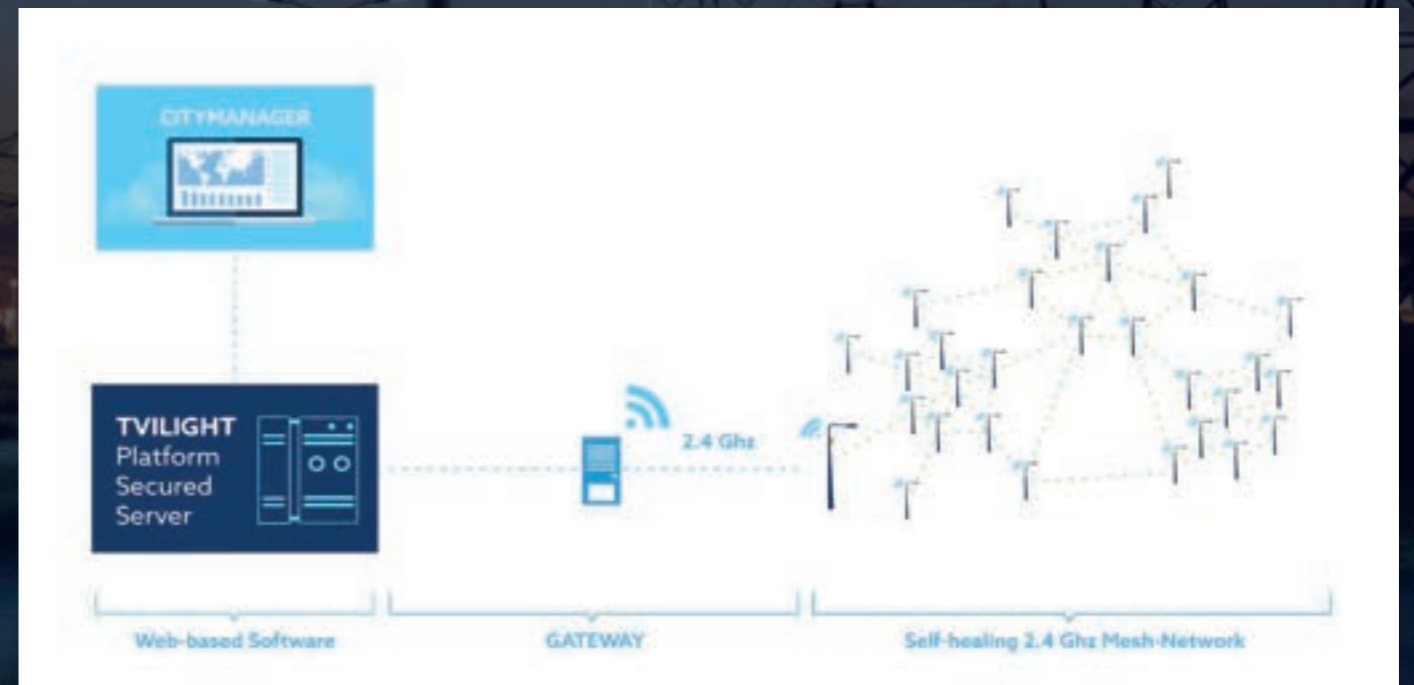 CITYMANAGER
TVILIGHT
Platform
Secured
Server
2.4 Ghz
Web-based Software
GATEWAY
Self-healing 2.4 Ghz Mesh-Network